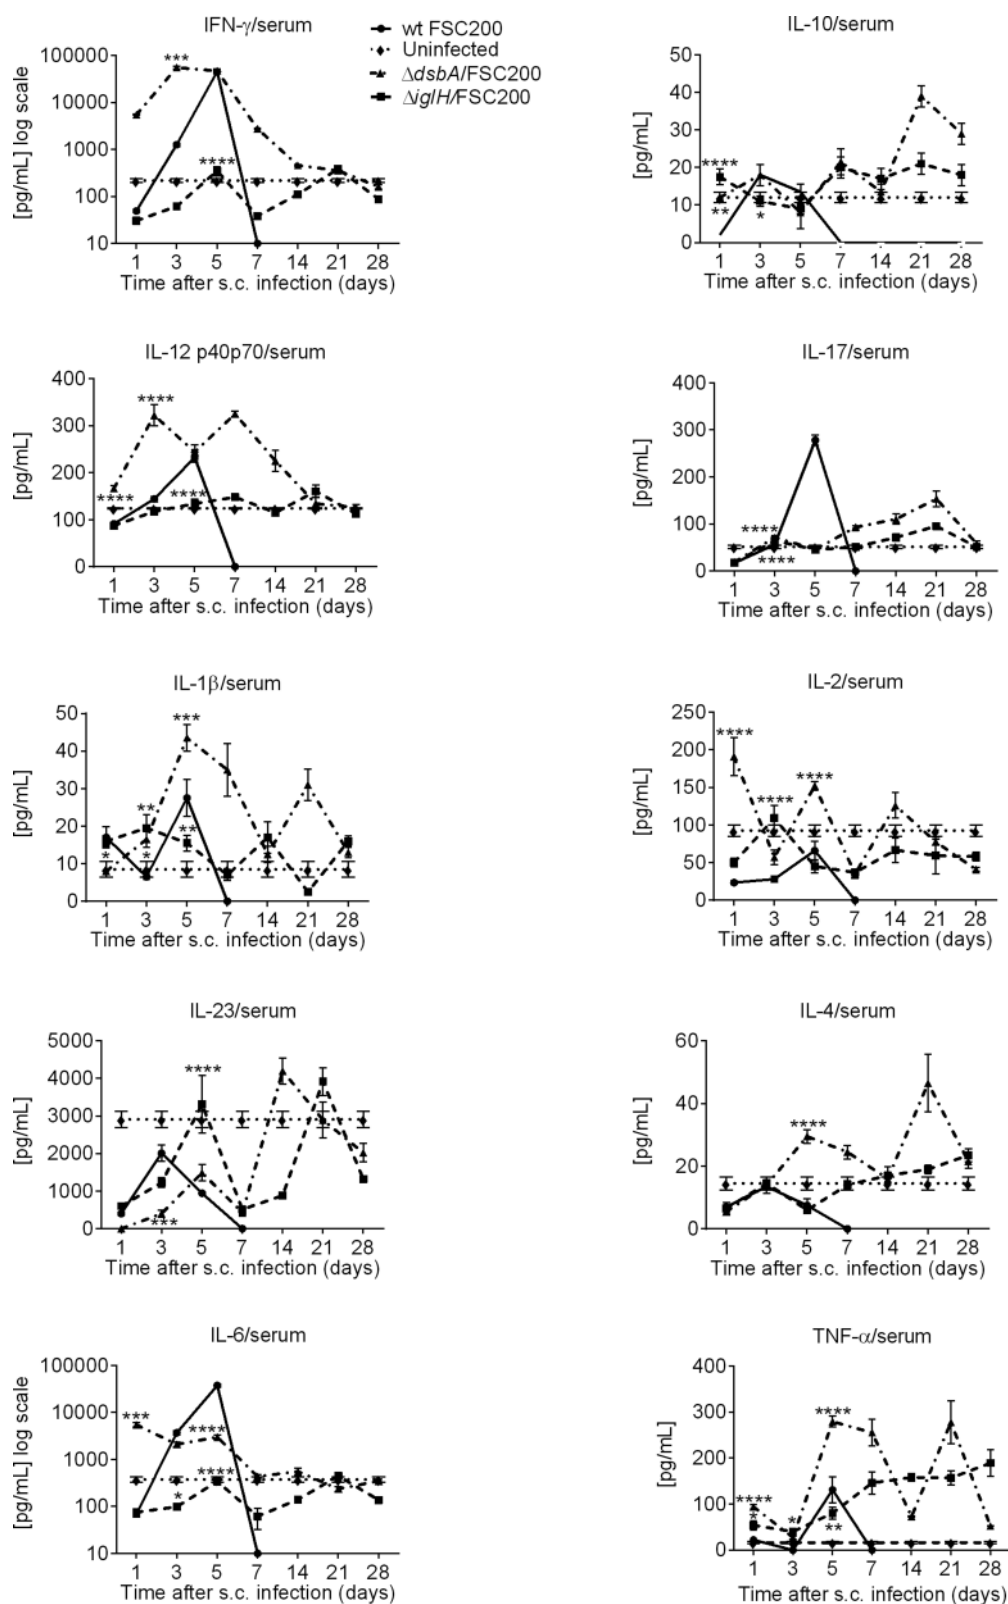 IFN-γ/serum
wt FSC200
Uninfected
ΔdsbA/FSC200
ΔiglH/FSC200
[pg/mL] log scale
100000
10000
1000
100
10
***
****
1 3 5 7 14 21 28
Time after s.c. infection (days)
IL-10/serum
[pg/mL]
50
40
30
20
10
0
****
**
*
1 3 5 7 14 21 28
Time after s.c. infection (days)
IL-12 p40p70/serum
[pg/mL]
400
300
200
100
0
****
****
****
1 3 5 7 14 21 28
Time after s.c. infection (days)
IL-17/serum
[pg/mL]
400
300
200
100
0
****
****
1 3 5 7 14 21 28
Time after s.c. infection (days)
IL-1β/serum
[pg/mL]
50
40
30
20
10
0
***
**
**
* *
1 3 5 7 14 21 28
Time after s.c. infection (days)
IL-2/serum
[pg/mL]
250
200
150
100
50
0
****
****
****
1 3 5 7 14 21 28
Time after s.c. infection (days)
IL-23/serum
[pg/mL]
5000
4000
3000
2000
1000
0
****
***
1 3 5 7 14 21 28
Time after s.c. infection (days)
IL-4/serum
[pg/mL]
60
40
20
0
****
1 3 5 7 14 21 28
Time after s.c. infection (days)
IL-6/serum
[pg/mL] log scale
100000
10000
1000
100
10
***
****
****
*
1 3 5 7 14 21 28
Time after s.c. infection (days)
TNF-α/serum
[pg/mL]
400
300
200
100
0
****
****
* *
**
1 3 5 7 14 21 28
Time after s.c. infection (days)